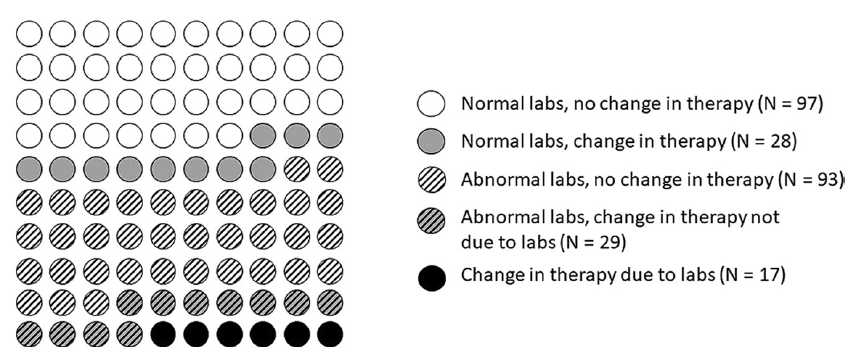 Normal labs, no change in therapy (N = 97)
Normal labs, change in therapy (N = 28)
Abnormal labs, no change in therapy (N = 93)
Abnormal labs, change in therapy not
due to labs (N = 29)
Change in therapy due to labs (N = 17)